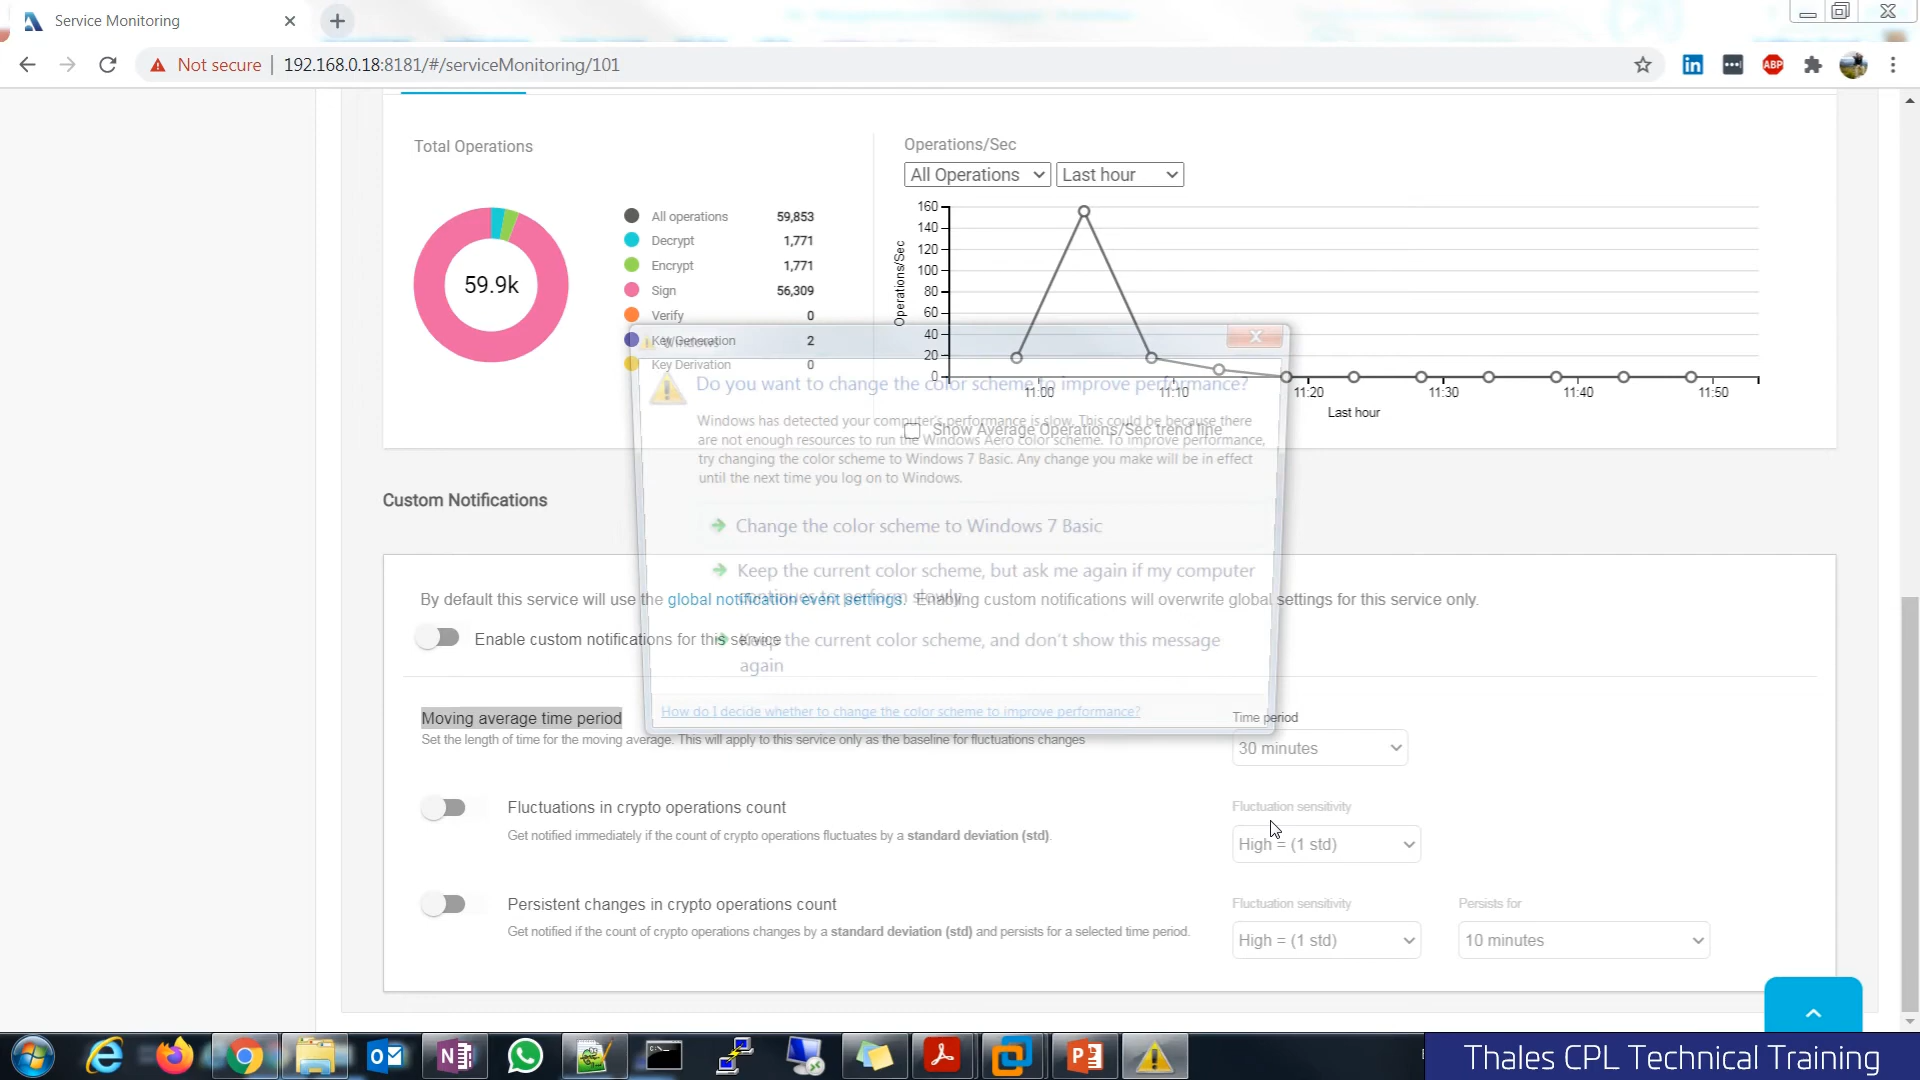 Service Monitoring
Not secure
192.168.0.18:8181/#/serviceMonitoring/101
ABP
Total Operations
59.9k
All operations 59,853
Decrypt 1,771
Encrypt 1,771
Sign 56,309
Verify 0
Key Generation 2
Key Derivation 0
Operations/Sec
All Operations
Last hour
Operations/Sec
160
140
120
100
80
60
40
20
0
11:00 11:10 11:20 11:30 11:40 11:50
Last hour
Show Average Operations/Sec trend line
Windows
Do you want to change the color scheme to improve performance?
Windows has detected your computer's performance is slow. This could be because there
are not enough resources to run the Windows Aero color scheme. To improve performance,
try changing the color scheme to Windows 7 Basic. Any change you make will be in effect
until the next time you log on to Windows.
Change the color scheme to Windows 7 Basic
Keep the current color scheme, but ask me again if my computer
continues to perform slowly
Keep the current color scheme, and don't show this message
again
How do I decide whether to change the color scheme to improve performance?
Custom Notifications
By default this service will use the global notification event settings. Enabling custom notifications will overwrite global settings for this service only.
Enable custom notifications for this service
Moving average time period
Set the length of time for the moving average. This will apply to this service only as the baseline for fluctuations changes
Time period
30 minutes
Fluctuations in crypto operations count
Get notified immediately if the count of crypto operations fluctuates by a standard deviation (std).
Fluctuation sensitivity
High = (1 std)
Persistent changes in crypto operations count
Get notified if the count of crypto operations changes by a standard deviation (std) and persists for a selected time period.
Fluctuation sensitivity
High = (1 std)
Persists for
10 minutes
Thales CPL Technical Training